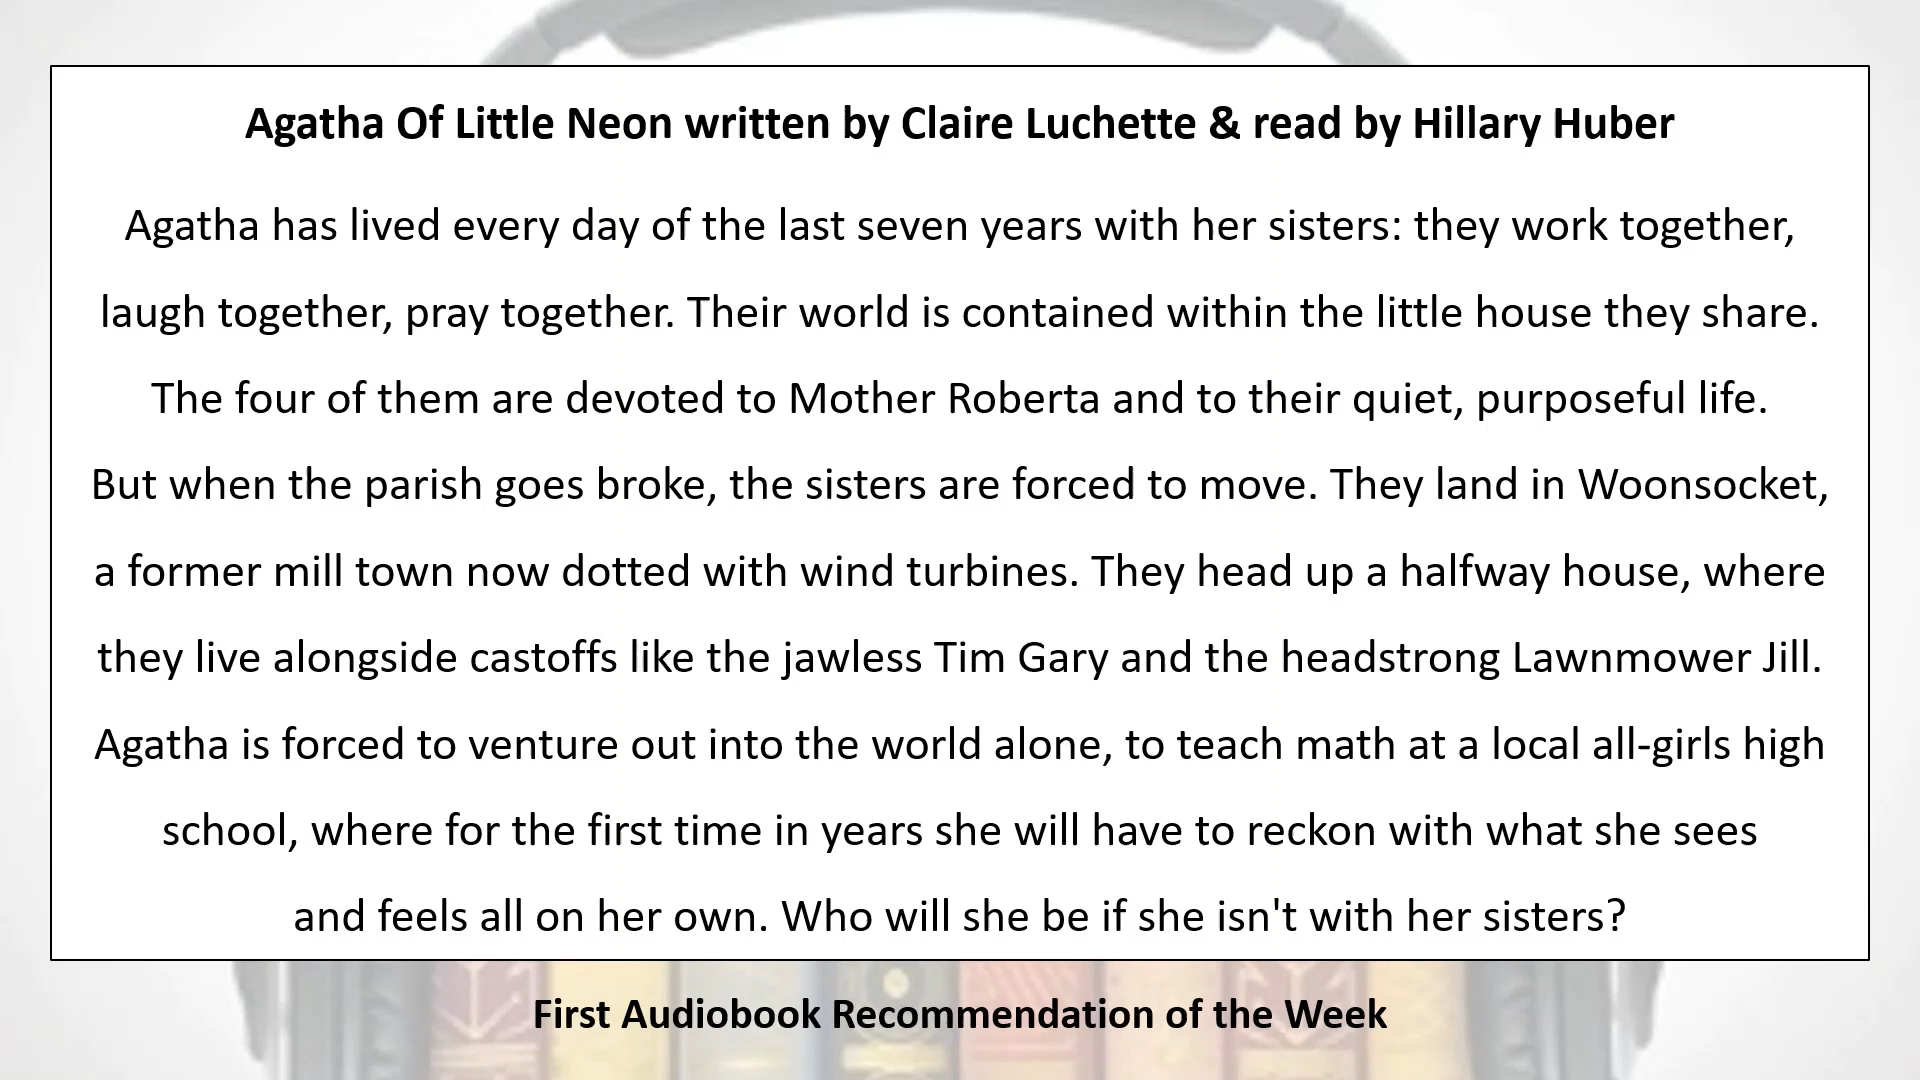 Agatha Of Little Neon written by Claire Luchette & read by Hillary Huber
Agatha has lived every day of the last seven years with her sisters: they work together,
laugh together, pray together. Their world is contained within the little house they share.
The four of them are devoted to Mother Roberta and to their quiet, purposeful life.
But when the parish goes broke, the sisters are forced to move. They land in Woonsocket,
a former mill town now dotted with wind turbines. They head up a halfway house, where
they live alongside castoffs like the jawless Tim Gary and the headstrong Lawnmower Jill.
Agatha is forced to venture out into the world alone, to teach math at a local all-girls high
school, where for the first time in years she will have to reckon with what she sees
and feels all on her own. Who will she be if she isn't with her sisters?
First Audiobook Recommendation of the Week